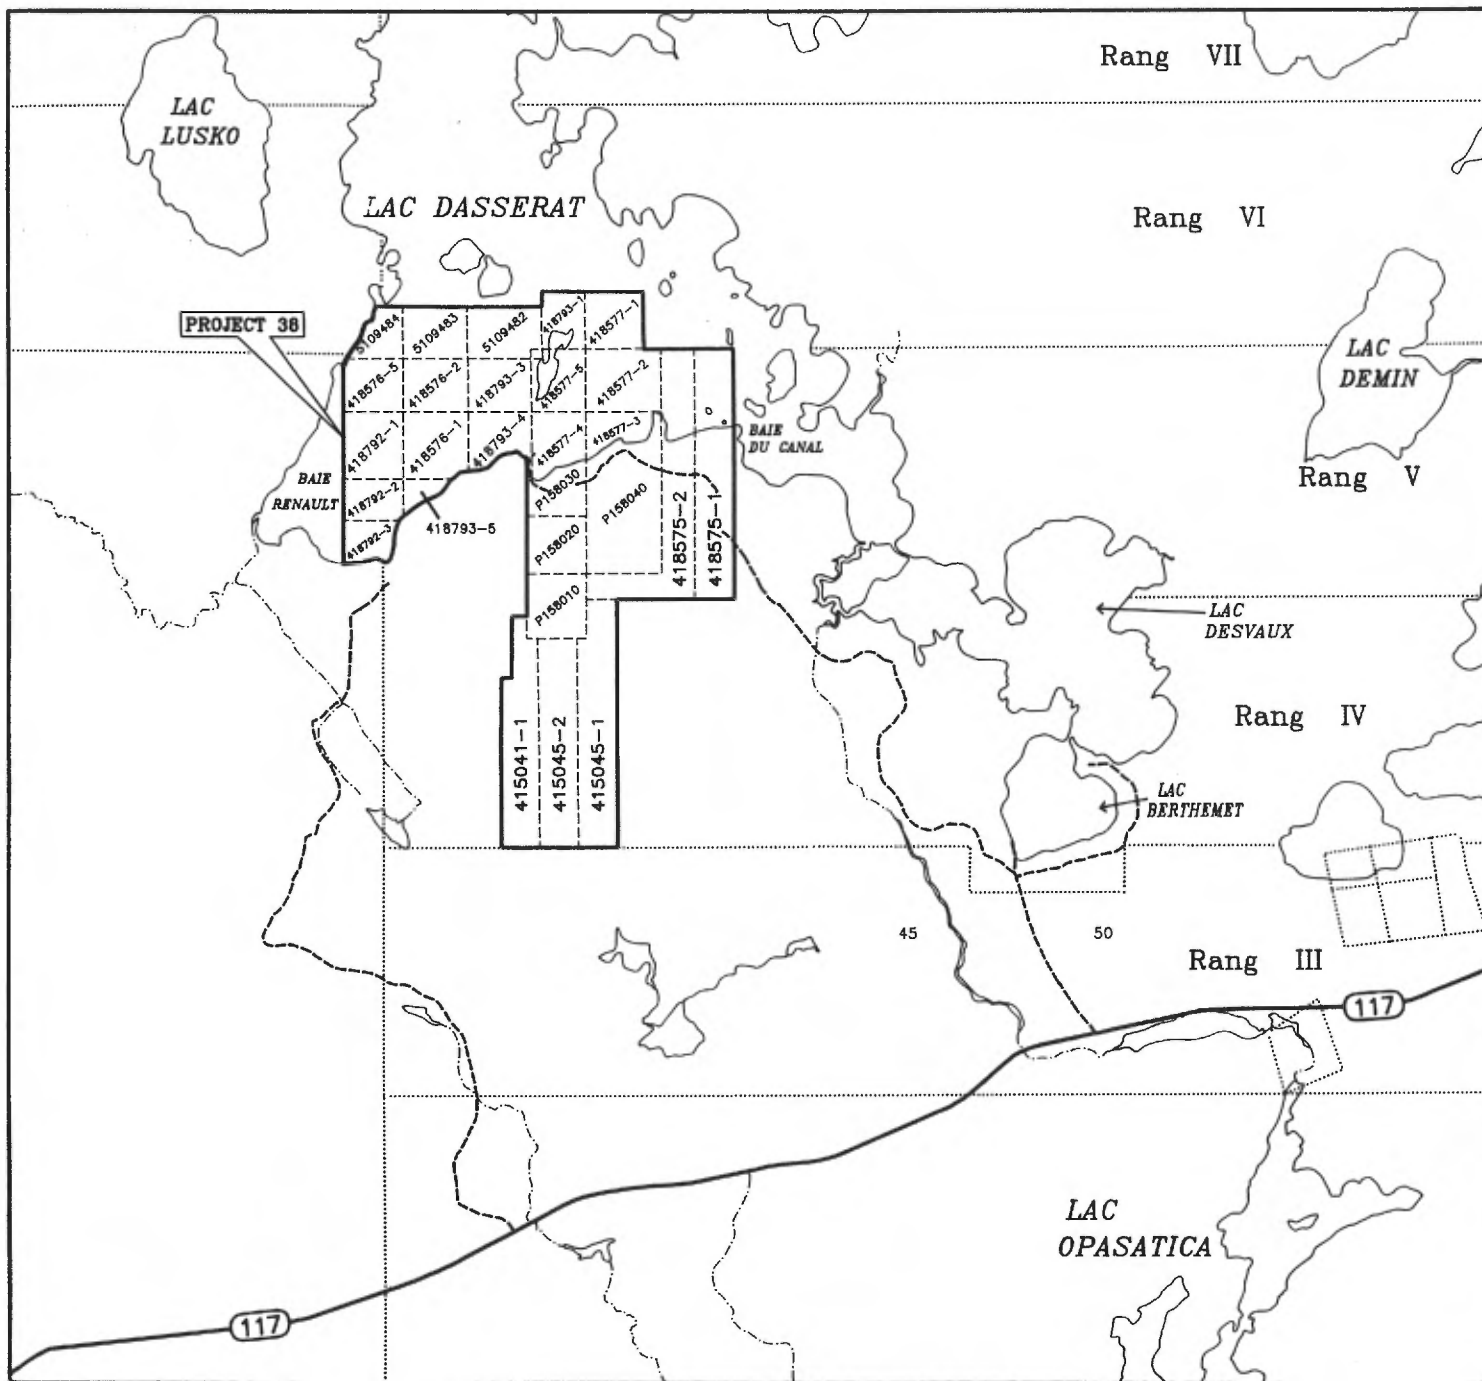 Rang VII
LAC
LUSKO
LAC DASSERAT
Rang VI
PROJECT 38
5109484
5109483
5109482
418793-1
418577-1
LAC
DEMIN
418576-5
418576-2
418793-3
418577-5
418577-2
418792-1
418576-1
418793-4
418577-4
418577-3
BAIE
DU CANAL
BAIE
RENAULT
Rang V
418792-2
418793-5
418792-3
P158030
P158040
P158020
P158010
418575-2
418575-1
LAC
DESVAUX
Rang IV
415041-1
415045-2
415045-1
LAC
BERTHEMET
45
50
Rang III
117
LAC
OPASATICA
117